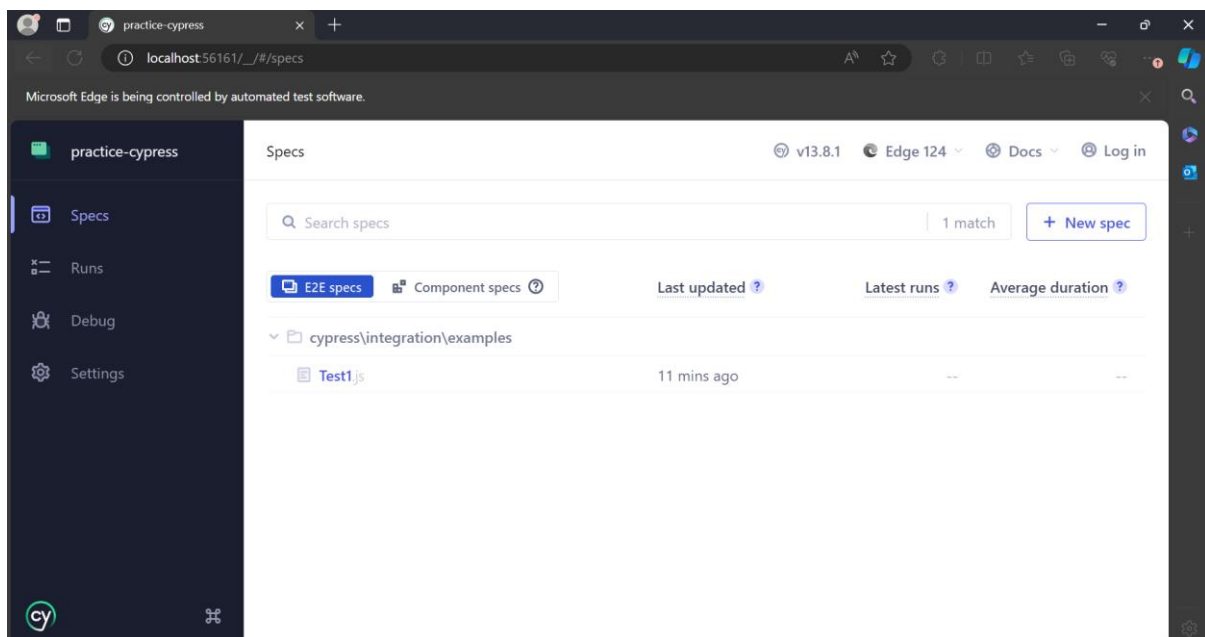 practice-cypress
localhost:56161/__/#/specs
Microsoft Edge is being controlled by automated test software.
practice-cypress
Specs
v13.8.1 Edge 124 Docs Log in
Specs
Runs
Debug
Settings
cy
Search specs 1 match + New spec
E2E specs Component specs ? Last updated ? Latest runs ? Average duration ?
cypress\integration\examples
Test1.js 11 mins ago -- --